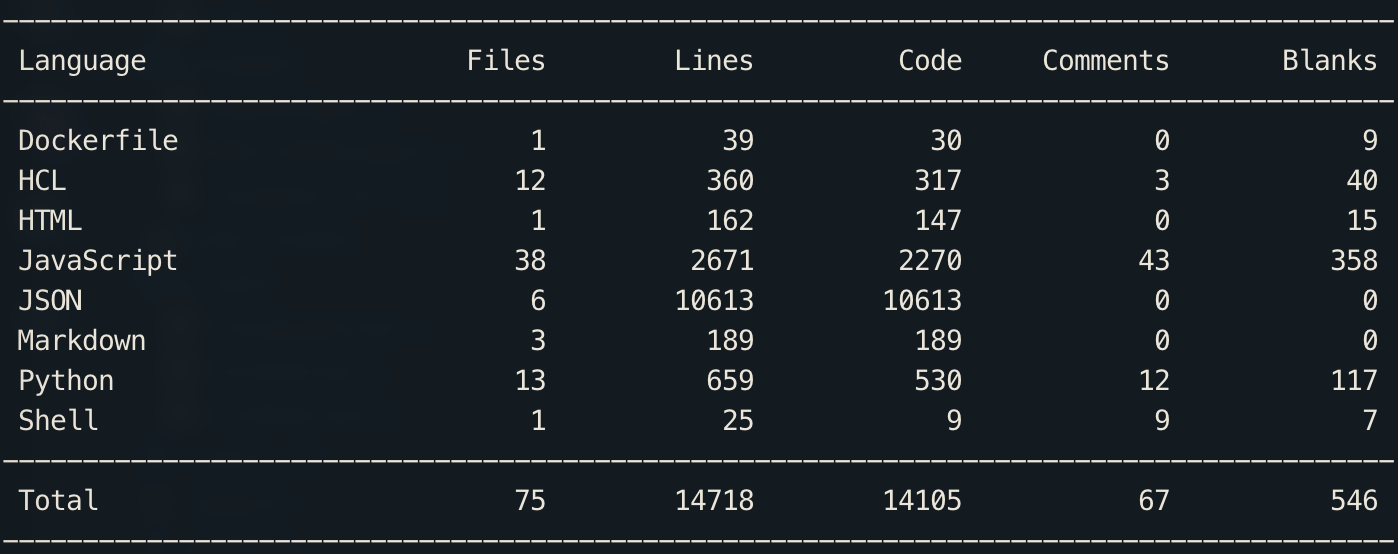 Language Files Lines Code Comments Blanks
Dockerfile 1 39 30 0 9
HCL 12 360 317 3 40
HTML 1 162 147 0 15
JavaScript 38 2671 2270 43 358
JSON 6 10613 10613 0 0
Markdown 3 189 189 0 0
Python 13 659 530 12 117
Shell 1 25 9 9 7
Total 75 14718 14105 67 546